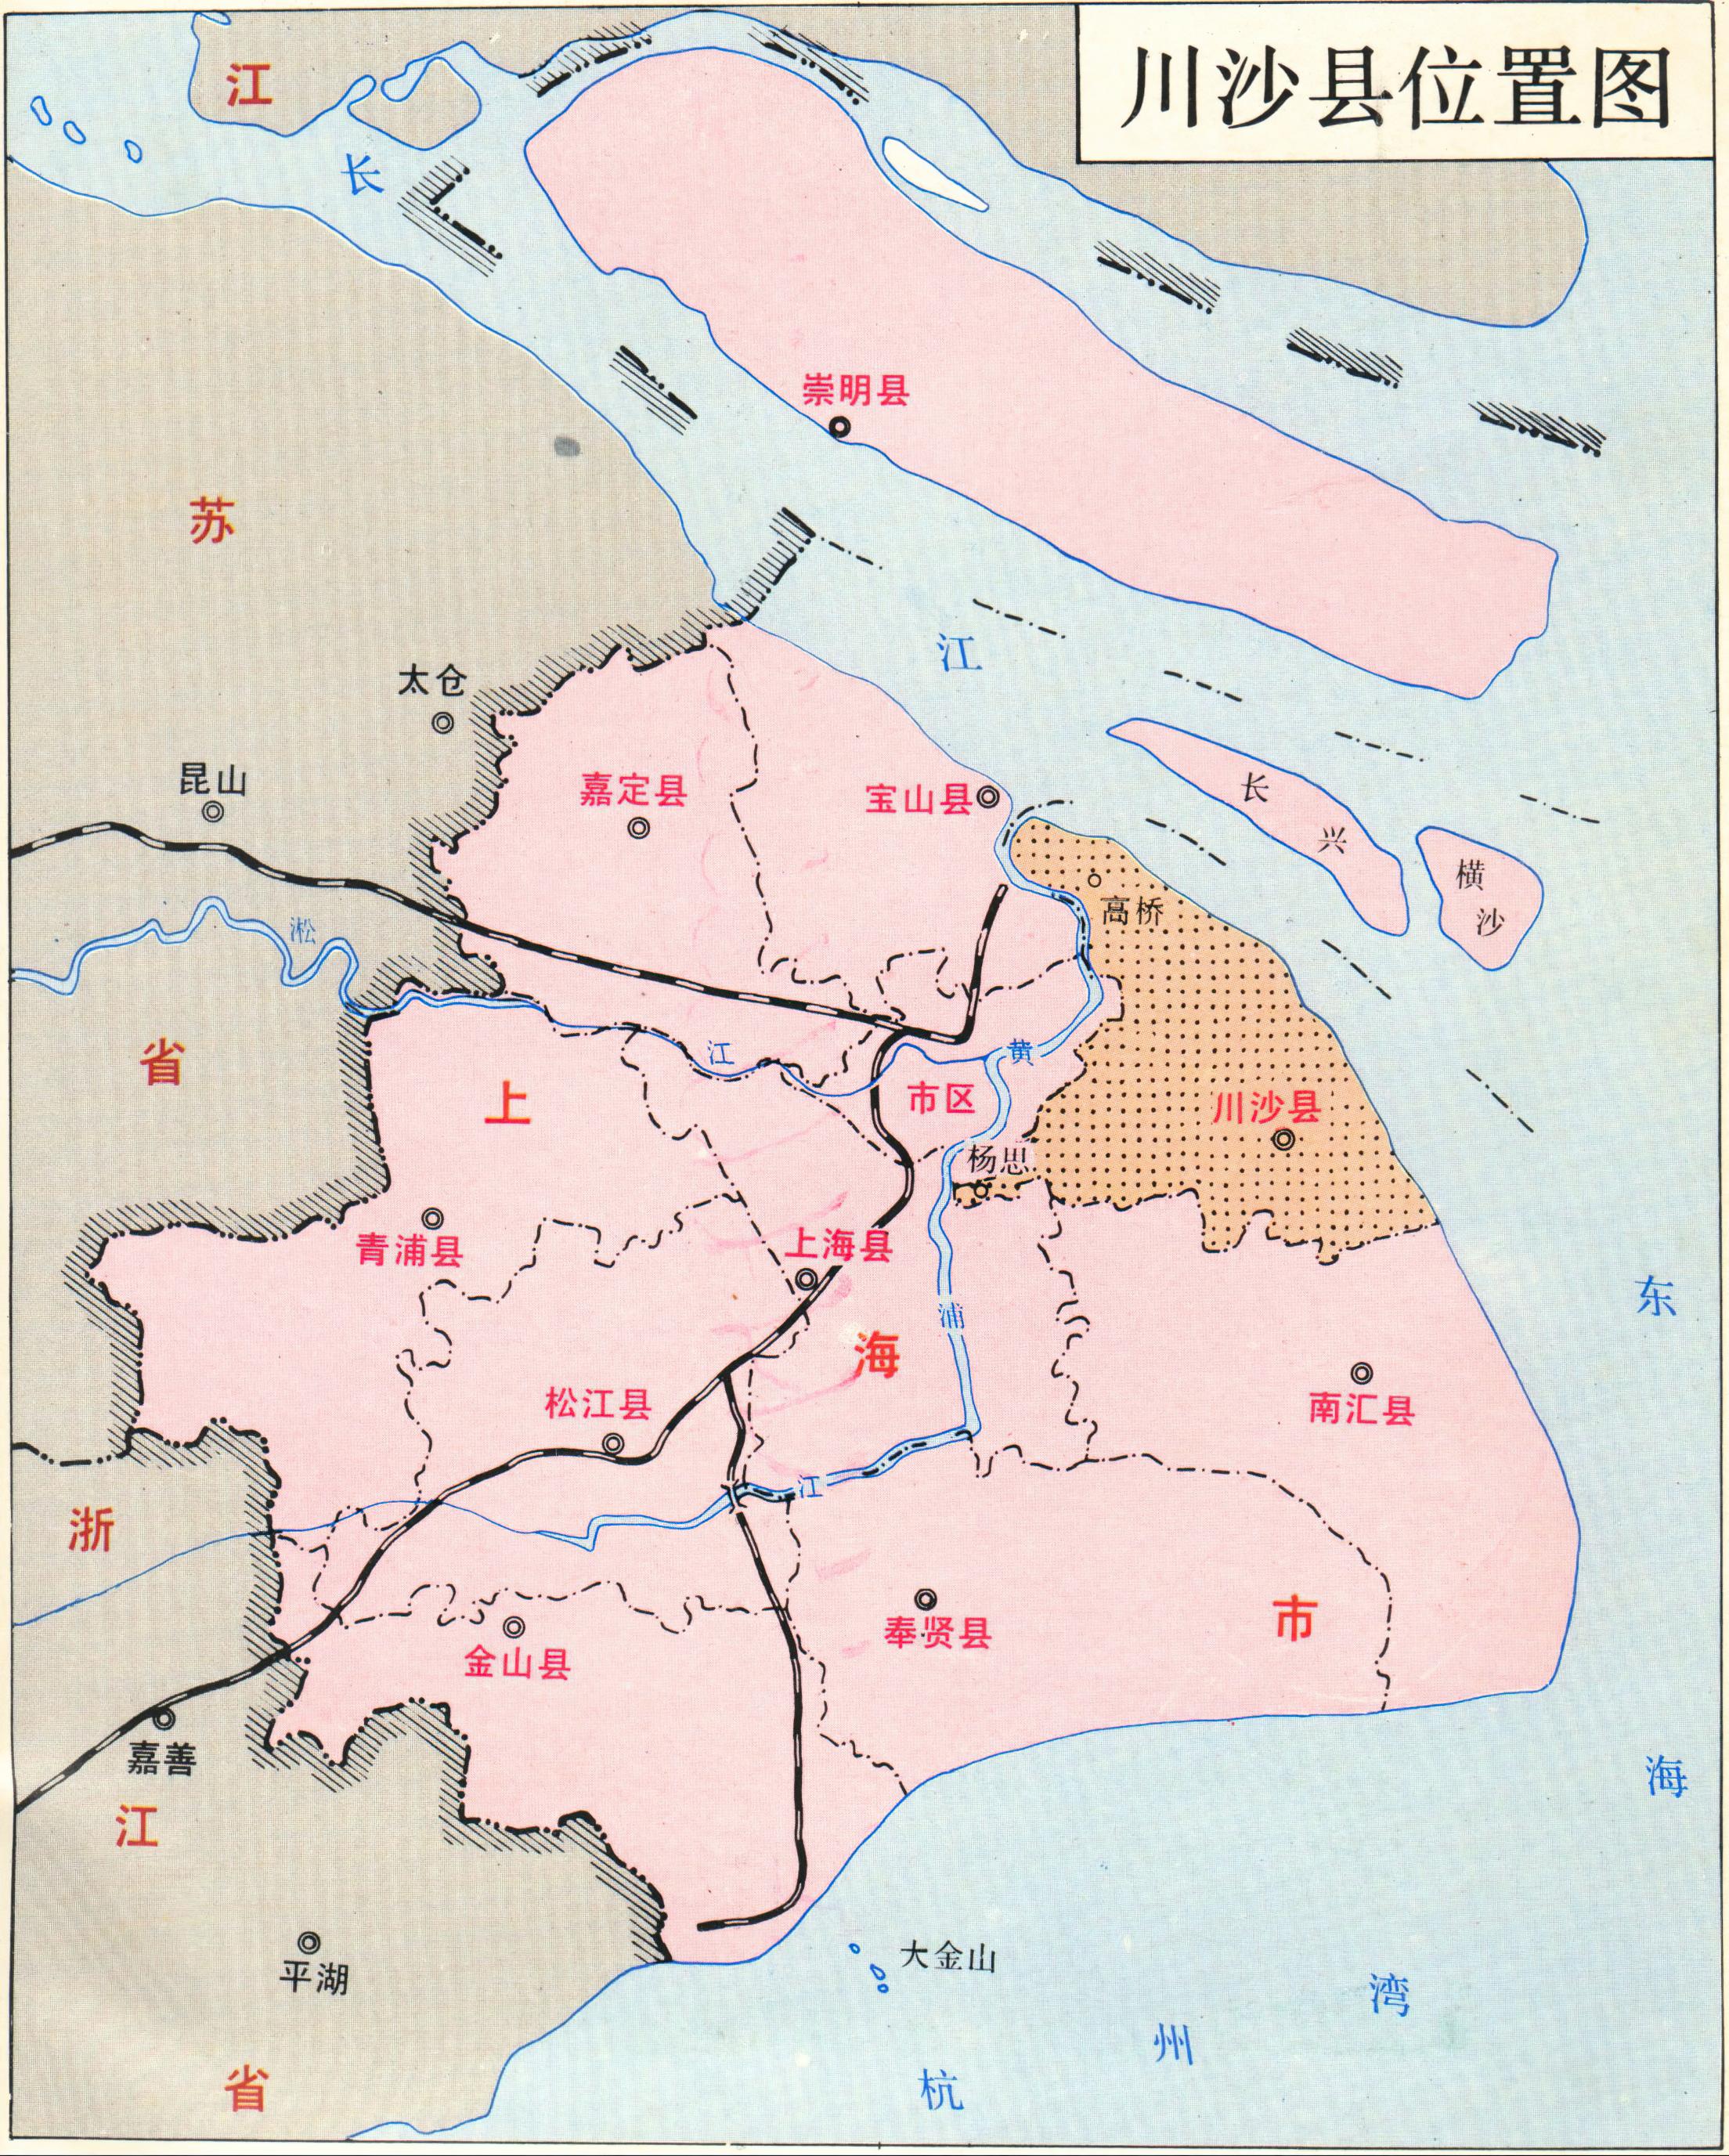 川沙县位置图
江
苏
省
长
江
崇明县
太仓
昆山
嘉定县
宝山县
长
兴
横
沙
高桥
淞
江
黄
浦
江
市区
川沙县
杨思
上
海
市
青浦县
上海县
松江县
南汇县
奉贤县
金山县
浙
江
省
嘉善
平湖
大金山
东
海
杭
州
湾